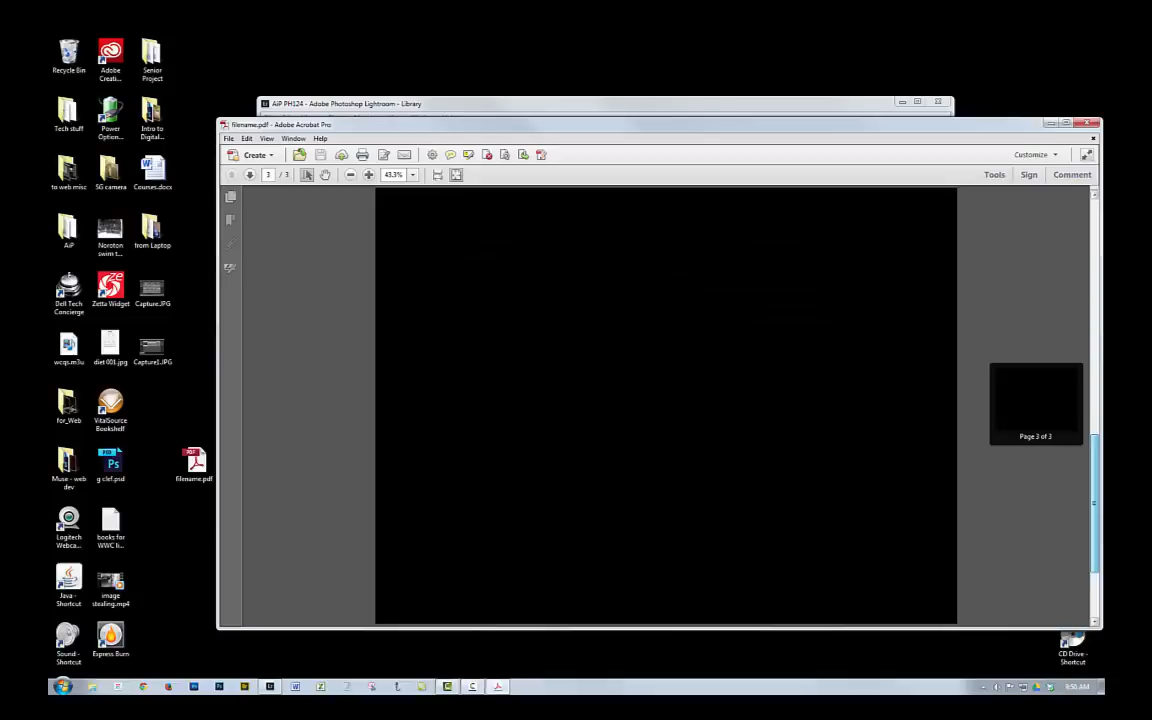 Recycle Bin
Adobe
Creati...
Senior
Project
Tech stuff
Power
Option...
Intro to
Digital...
to web misc
SG camera
Courses.docx
AiP
Noroton
swim t...
from Laptop
Dell Tech
Concierge
Zetta Widget
Capture.JPG
wcqs.m3u
diet 001.jpg
Capture1.JPG
for_Web
VitalSource
Bookshelf
Muse - web
dev
g clef.psd
filename.pdf
Logitech
Webca...
books for
WWC li...
Java -
Shortcut
image
stealing.mp4
Sound -
Shortcut
Express Burn
AiP PH124 - Adobe Photoshop Lightroom - Library
filename.pdf - Adobe Acrobat Pro
File Edit View Window Help
Create
Customize
3 / 3
43.3%
Tools Sign Comment
Page 3 of 3
CD Drive -
Shortcut
9:56 AM